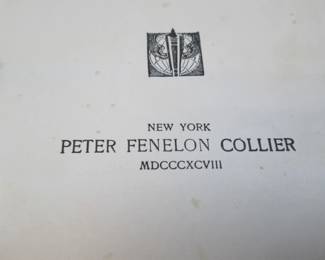 NEW YORK
PETER FENELON COLLIER
MDCCCXCVIII